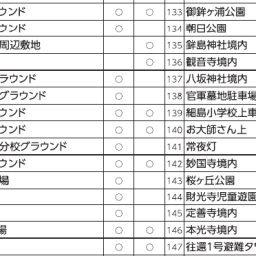 ウンド ○ ○ 133 御鉾ヶ浦公園
ウンド ○ ○ 134 朝日公園
周辺敷地 ○ 135 鉾島神社境内
○ 136 観音寺境内
ラウンド ○ 137 八坂神社境内
グラウンド ○ 138 官軍墓地駐車場
ウンド ○ ○ 139 細島小学校上車
ウンド ○ ○ 140 お大師さん上
分校グラウンド ○ 141 常夜灯
ウンド ○ ○ 142 妙国寺境内
場 ○ 143 桜ヶ丘公園
○ 144 財光寺児童遊園
○ 145 定善寺境内
場 ○ ○ 146 本光寺境内
○ ○ 147 往還1号避難タワ